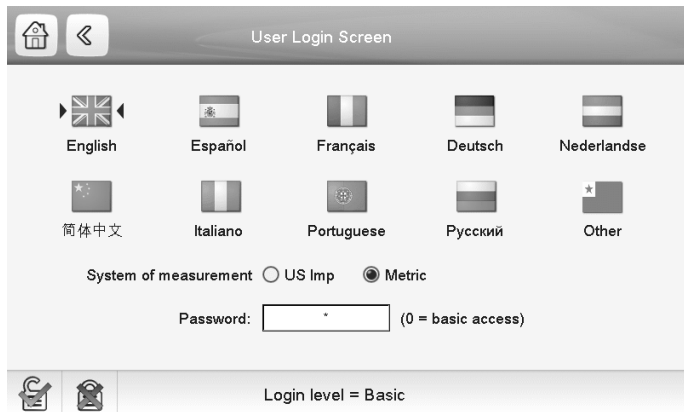 User Login Screen
English Español Français Deutsch Nederlandse
简体中文 Italiano Portuguese Русский Other
System of measurement US Imp Metric
Password: * (0 = basic access)
Login level = Basic